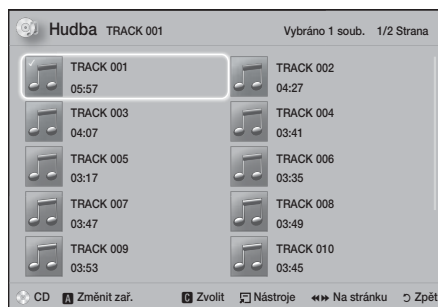 Hudba TRACK 001 Vybráno 1 soub. 1/2 Strana
TRACK 001
05:57
TRACK 002
04:27
TRACK 003
04:07
TRACK 004
03:41
TRACK 005
03:17
TRACK 006
03:35
TRACK 007
03:47
TRACK 008
03:49
TRACK 009
03:53
TRACK 010
03:45
CD A Změnit zař. C Zvolit Nástroje Na stránku Zpět